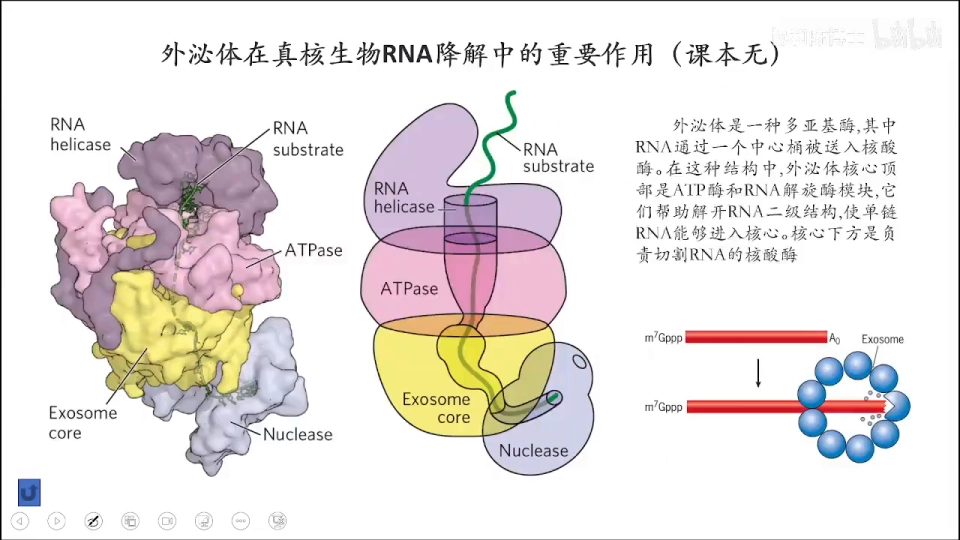 外泌体在真核生物RNA降解中的重要作用（课本无）
RNA
helicase
RNA
substrate
ATPase
Exosome
core
Nuclease
RNA
substrate
RNA
helicase
ATPase
Exosome
core
Nuclease
外泌体是一种多亚基酶,其中
RNA通过一个中心桶被送入核酸
酶。在这种结构中,外泌体核心顶
部是ATP酶和RNA解旋酶模块,它
们帮助解开RNA二级结构,使单链
RNA能够进入核心。核心下方是负
责切割RNA的核酸酶
m⁷Gppp
A₀
Exosome
m⁷Gppp
bilibili